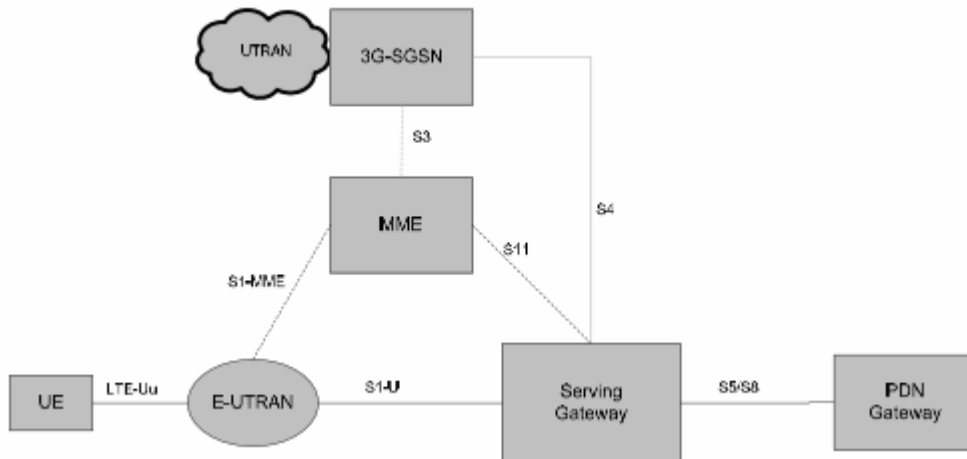 UTRAN
3G-SGSN
S3
MME
S4
S11
S1-MME
UE
LTE-Uu
E-UTRAN
S1-U
Serving
Gateway
S5/S8
PDN
Gateway